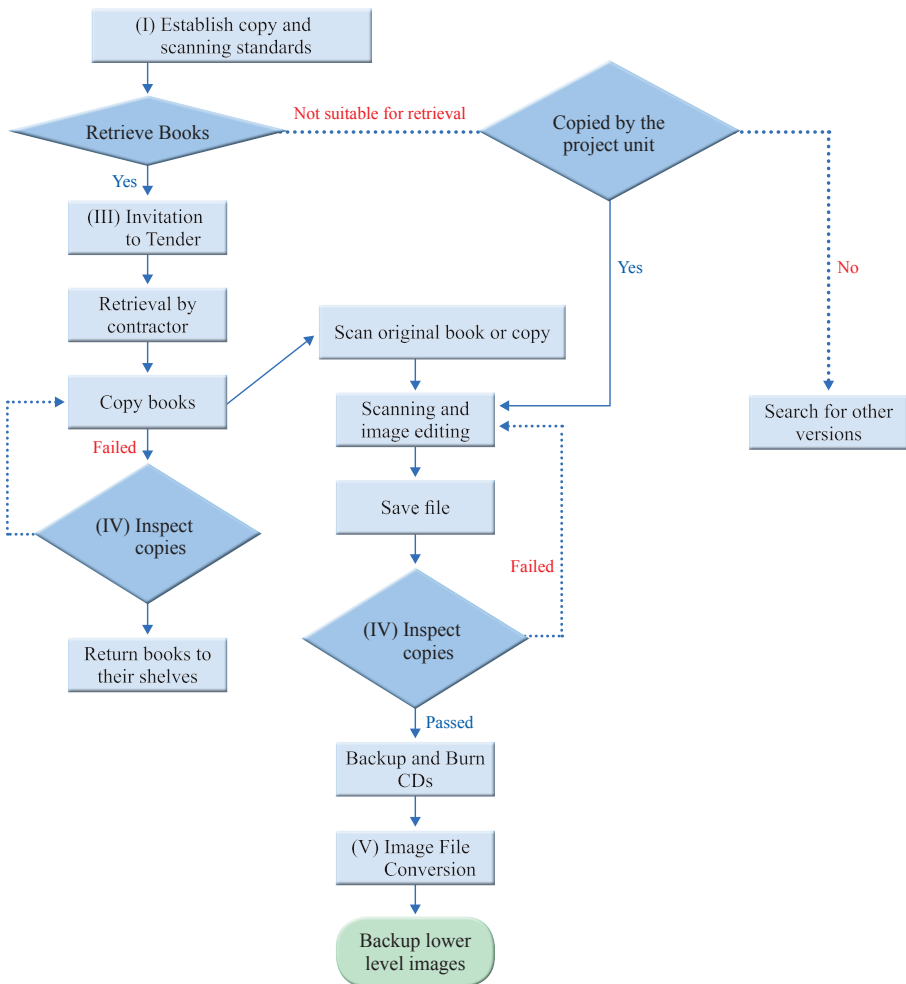 (I) Establish copy and
scanning standards
Retrieve Books
Not suitable for retrieval
Copied by the
project unit
Yes
(III) Invitation
to Tender
Yes
No
Retrieval by
contractor
Scan original book or copy
Copy books
Scanning and
image editing
Search for other
versions
Failed
(IV) Inspect
copies
Save file
Failed
(IV) Inspect
copies
Return books to
their shelves
Passed
Backup and Burn
CDs
(V) Image File
Conversion
Backup lower
level images